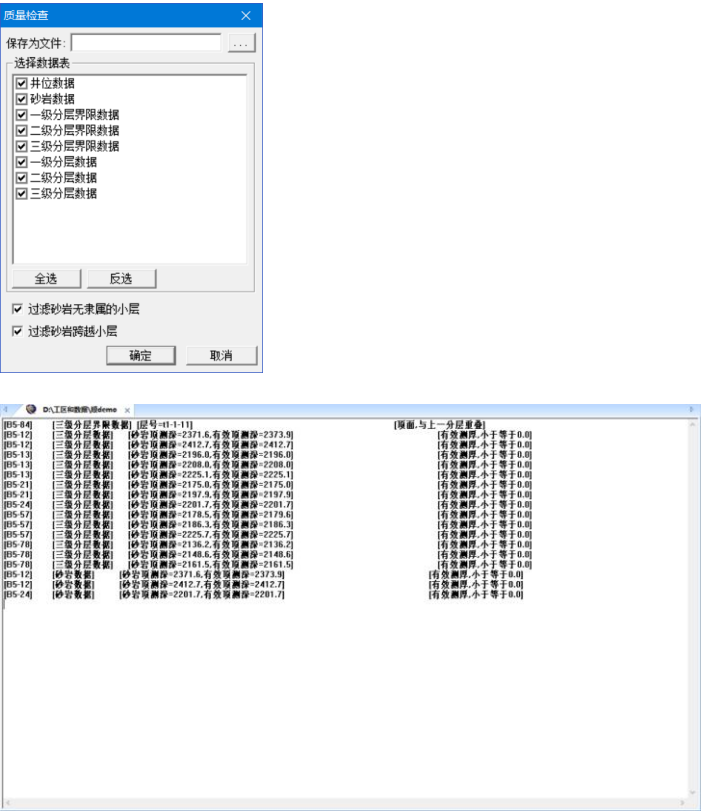 质量检查
保存为文件:
...
选择数据表
井位数据
砂岩数据
一级分层界限数据
二级分层界限数据
三级分层界限数据
一级分层数据
二级分层数据
三级分层数据
全选 反选
过滤砂岩无隶属的小层
过滤砂岩跨越小层
确定 取消
D:\工区和数据\规demo
[B5-84] [三级分层界限数据] [层号=t1-1-11] [顶面,与上一分层重叠]
[B5-12] [三级分层数据] [砂岩顶测深=2371.6,有效顶测深=2373.9] [有效测厚,小于等于0.0]
[B5-12] [三级分层数据] [砂岩顶测深=2412.7,有效顶测深=2412.7] [有效测厚,小于等于0.0]
[B5-13] [三级分层数据] [砂岩顶测深=2196.0,有效顶测深=2196.0] [有效测厚,小于等于0.0]
[B5-13] [三级分层数据] [砂岩顶测深=2208.0,有效顶测深=2208.0] [有效测厚,小于等于0.0]
[B5-13] [三级分层数据] [砂岩顶测深=2225.1,有效顶测深=2225.1] [有效测厚,小于等于0.0]
[B5-21] [三级分层数据] [砂岩顶测深=2175.0,有效顶测深=2175.0] [有效测厚,小于等于0.0]
[B5-21] [三级分层数据] [砂岩顶测深=2197.9,有效顶测深=2197.9] [有效测厚,小于等于0.0]
[B5-24] [三级分层数据] [砂岩顶测深=2201.7,有效顶测深=2201.7] [有效测厚,小于等于0.0]
[B5-57] [三级分层数据] [砂岩顶测深=2178.5,有效顶测深=2179.6] [有效测厚,小于等于0.0]
[B5-57] [三级分层数据] [砂岩顶测深=2186.3,有效顶测深=2186.3] [有效测厚,小于等于0.0]
[B5-57] [三级分层数据] [砂岩顶测深=2225.7,有效顶测深=2225.7] [有效测厚,小于等于0.0]
[B5-78] [三级分层数据] [砂岩顶测深=2136.2,有效顶测深=2136.2] [有效测厚,小于等于0.0]
[B5-78] [三级分层数据] [砂岩顶测深=2148.6,有效顶测深=2148.6] [有效测厚,小于等于0.0]
[B5-78] [三级分层数据] [砂岩顶测深=2161.5,有效顶测深=2161.5] [有效测厚,小于等于0.0]
[B5-12] [砂岩数据] [砂岩顶测深=2371.6,有效顶测深=2373.9] [有效测厚,小于等于0.0]
[B5-12] [砂岩数据] [砂岩顶测深=2412.7,有效顶测深=2412.7] [有效测厚,小于等于0.0]
[B5-24] [砂岩数据] [砂岩顶测深=2201.7,有效顶测深=2201.7] [有效测厚,小于等于0.0]